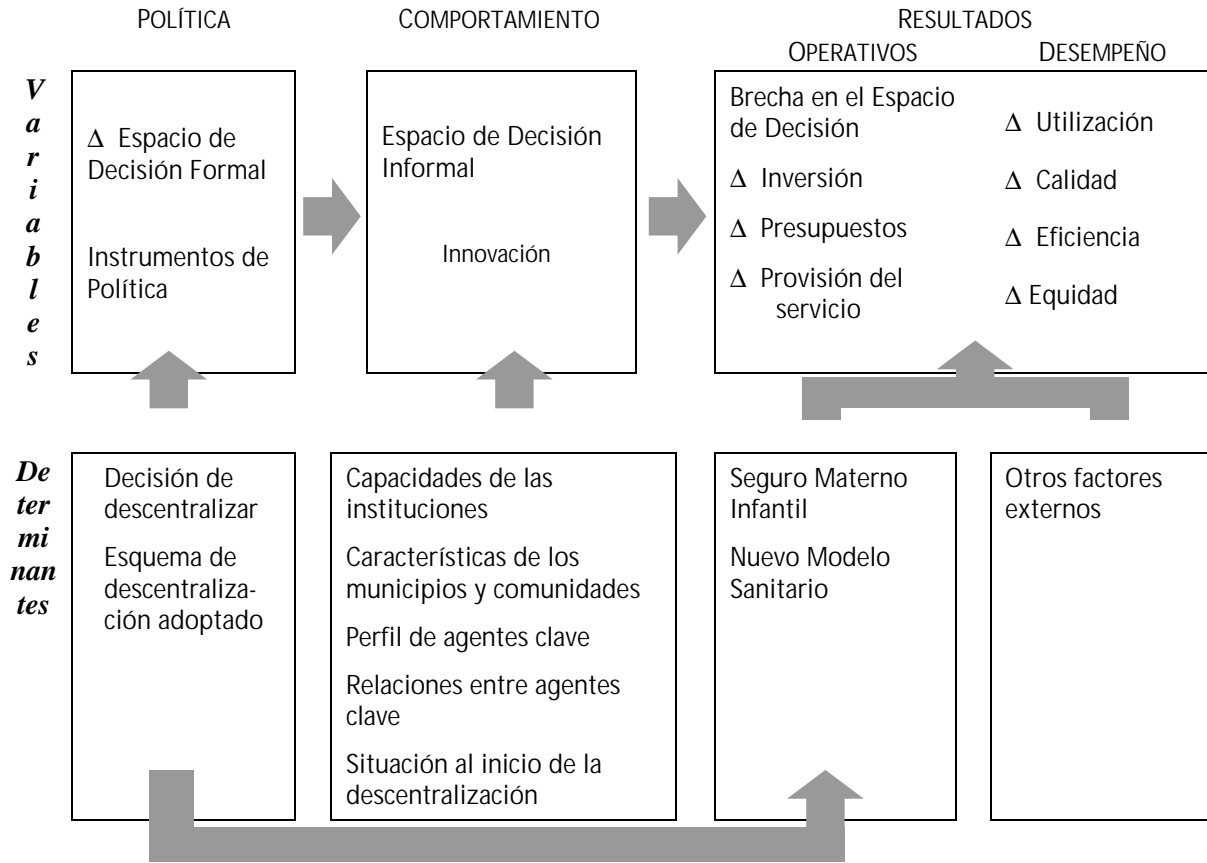 POLÍTICA
COMPORTAMIENTO
RESULTADOS
OPERATIVOS
DESEMPEÑO
Variables
Δ Espacio de
Decisión Formal
Instrumentos de
Política
Espacio de Decisión
Informal
Innovación
Brecha en el Espacio
de Decisión
Δ Inversión
Δ Presupuestos
Δ Provisión del
servicio
Δ Utilización
Δ Calidad
Δ Eficiencia
Δ Equidad
De
ter
mi
nan
tes
Decisión de
descentralizar
Esquema de
descentraliza-
ción adoptado
Capacidades de las
instituciones
Características de los
municipios y comunidades
Perfil de agentes clave
Relaciones entre agentes
clave
Situación al inicio de la
descentralización
Seguro Materno
Infantil
Nuevo Modelo
Sanitario
Otros factores
externos